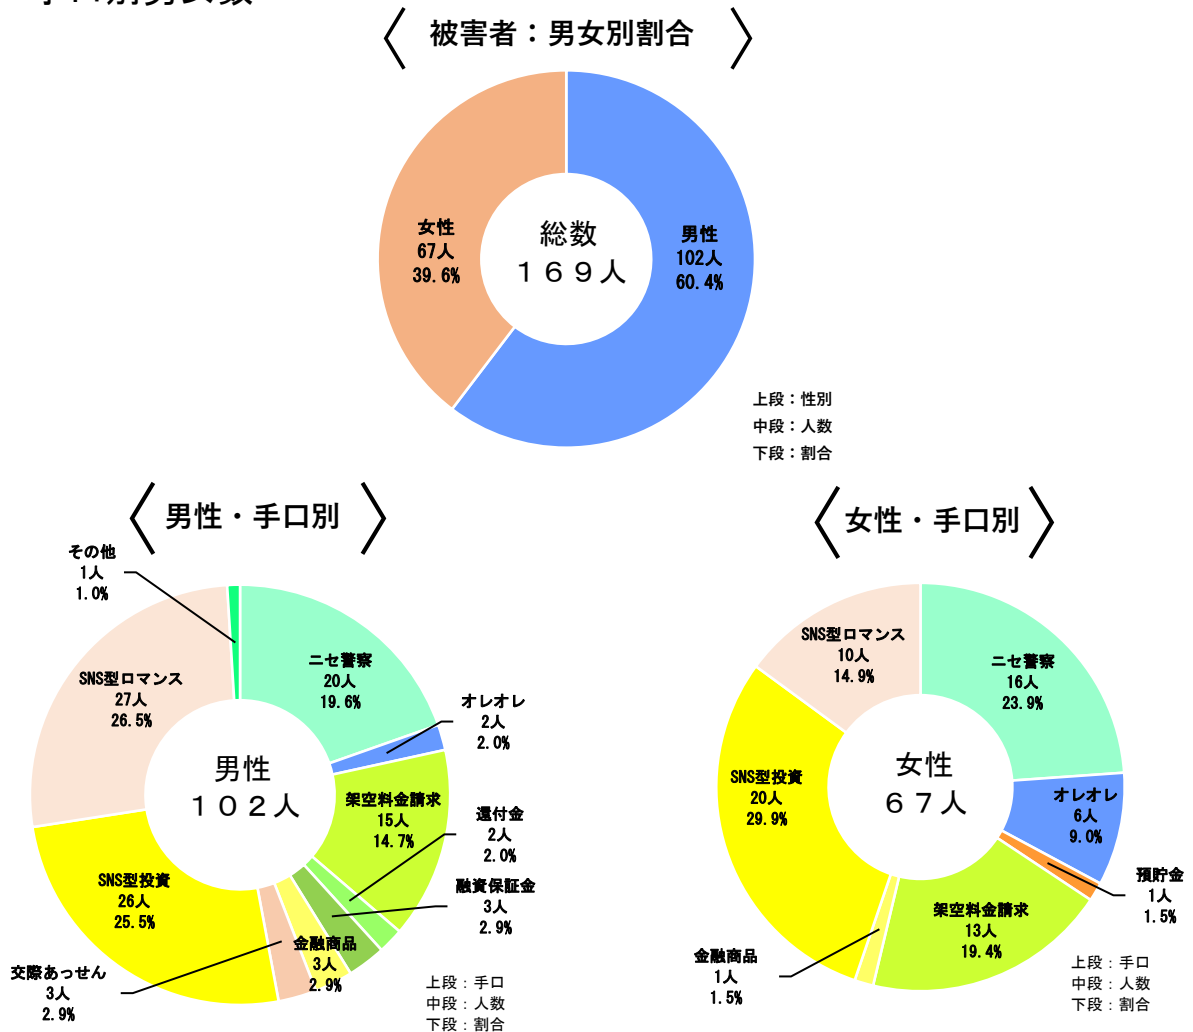 被害者：男女別割合
女性
67人
39.6%
総数
１６９人
男性
102人
60.4%
上段：性別
中段：人数
下段：割合
男性・手口別
その他
1人
1.0%
ニセ警察
20人
19.6%
オレオレ
2人
2.0%
架空料金請求
15人
14.7%
還付金
2人
2.0%
融資保証金
3人
2.9%
金融商品
3人
2.9%
交際あっせん
3人
2.9%
SNS型投資
26人
25.5%
SNS型ロマンス
27人
26.5%
男性
１０２人
上段：手口
中段：人数
下段：割合
女性・手口別
ニセ警察
16人
23.9%
オレオレ
6人
9.0%
預貯金
1人
1.5%
架空料金請求
13人
19.4%
金融商品
1人
1.5%
SNS型投資
20人
29.9%
SNS型ロマンス
10人
14.9%
女性
６７人
上段：手口
中段：人数
下段：割合